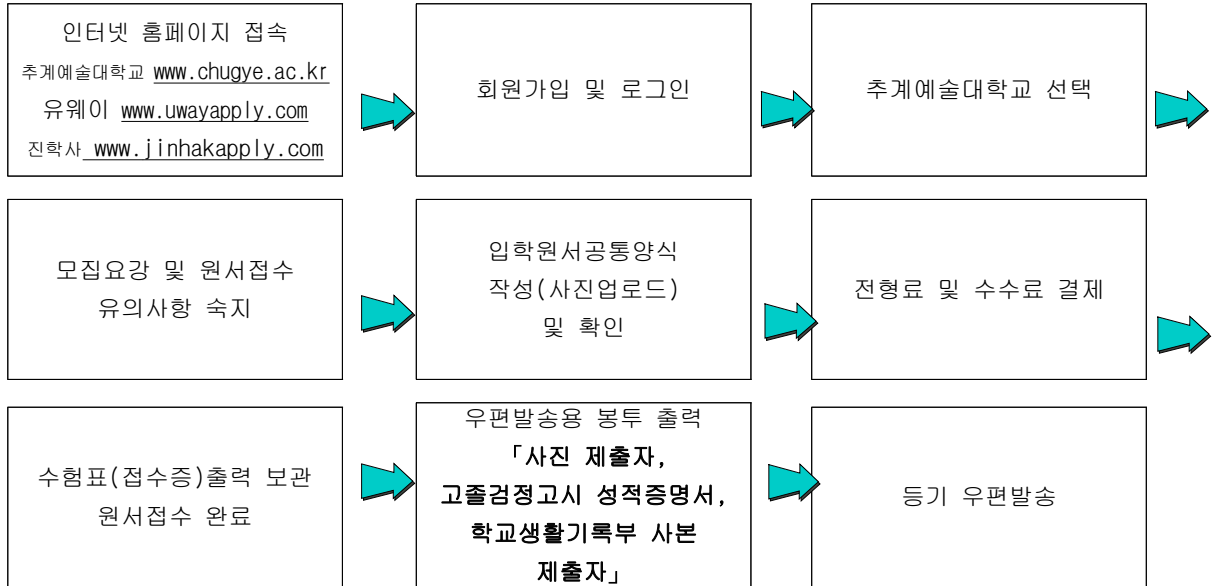 인터넷 홈페이지 접속
추계예술대학교 www.chugye.ac.kr
유웨이 www.uwayapply.com
진학사 www.jinhakapply.com
회원가입 및 로그인
추계예술대학교 선택
모집요강 및 원서접수
유의사항 숙지
입학원서공통양식
작성(사진업로드)
및 확인
전형료 및 수수료 결제
수험표(접수증)출력 보관
원서접수 완료
우편발송용 봉투 출력
「사진 제출자,
고졸검정고시 성적증명서,
학교생활기록부 사본
제출자」
등기 우편발송